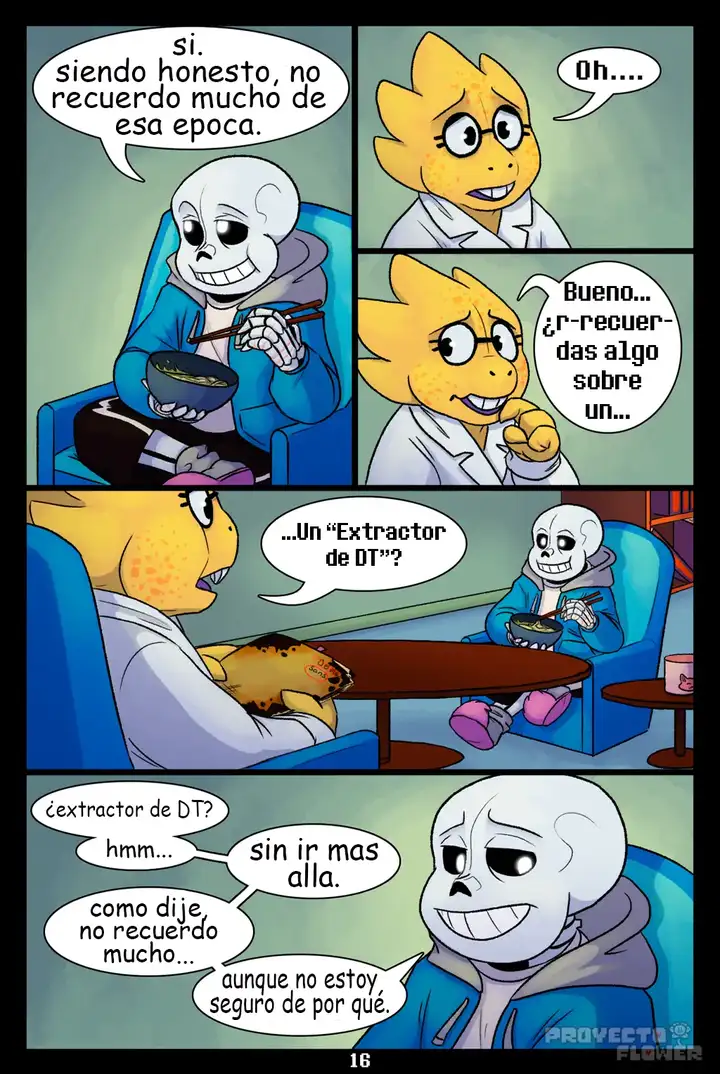 si.
siendo honesto, no
recuerdo mucho de
esa epoca.
Oh....
Bueno...
¿r-recuer-
das algo
sobre
un...
...Un “Extractor
de DT”?
Sans
¿extractor de DT?
hmm...
sin ir mas
alla.
como dije,
no recuerdo
mucho...
aunque no estoy
seguro de por qué.
PROYECTO
FLOWER
16